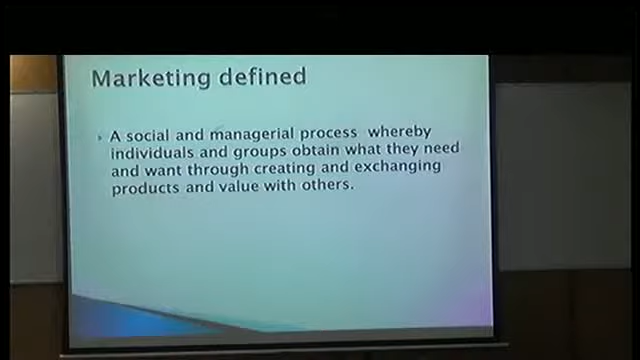 Marketing defined
A social and managerial process whereby
individuals and groups obtain what they need
and want through creating and exchanging
products and value with others.